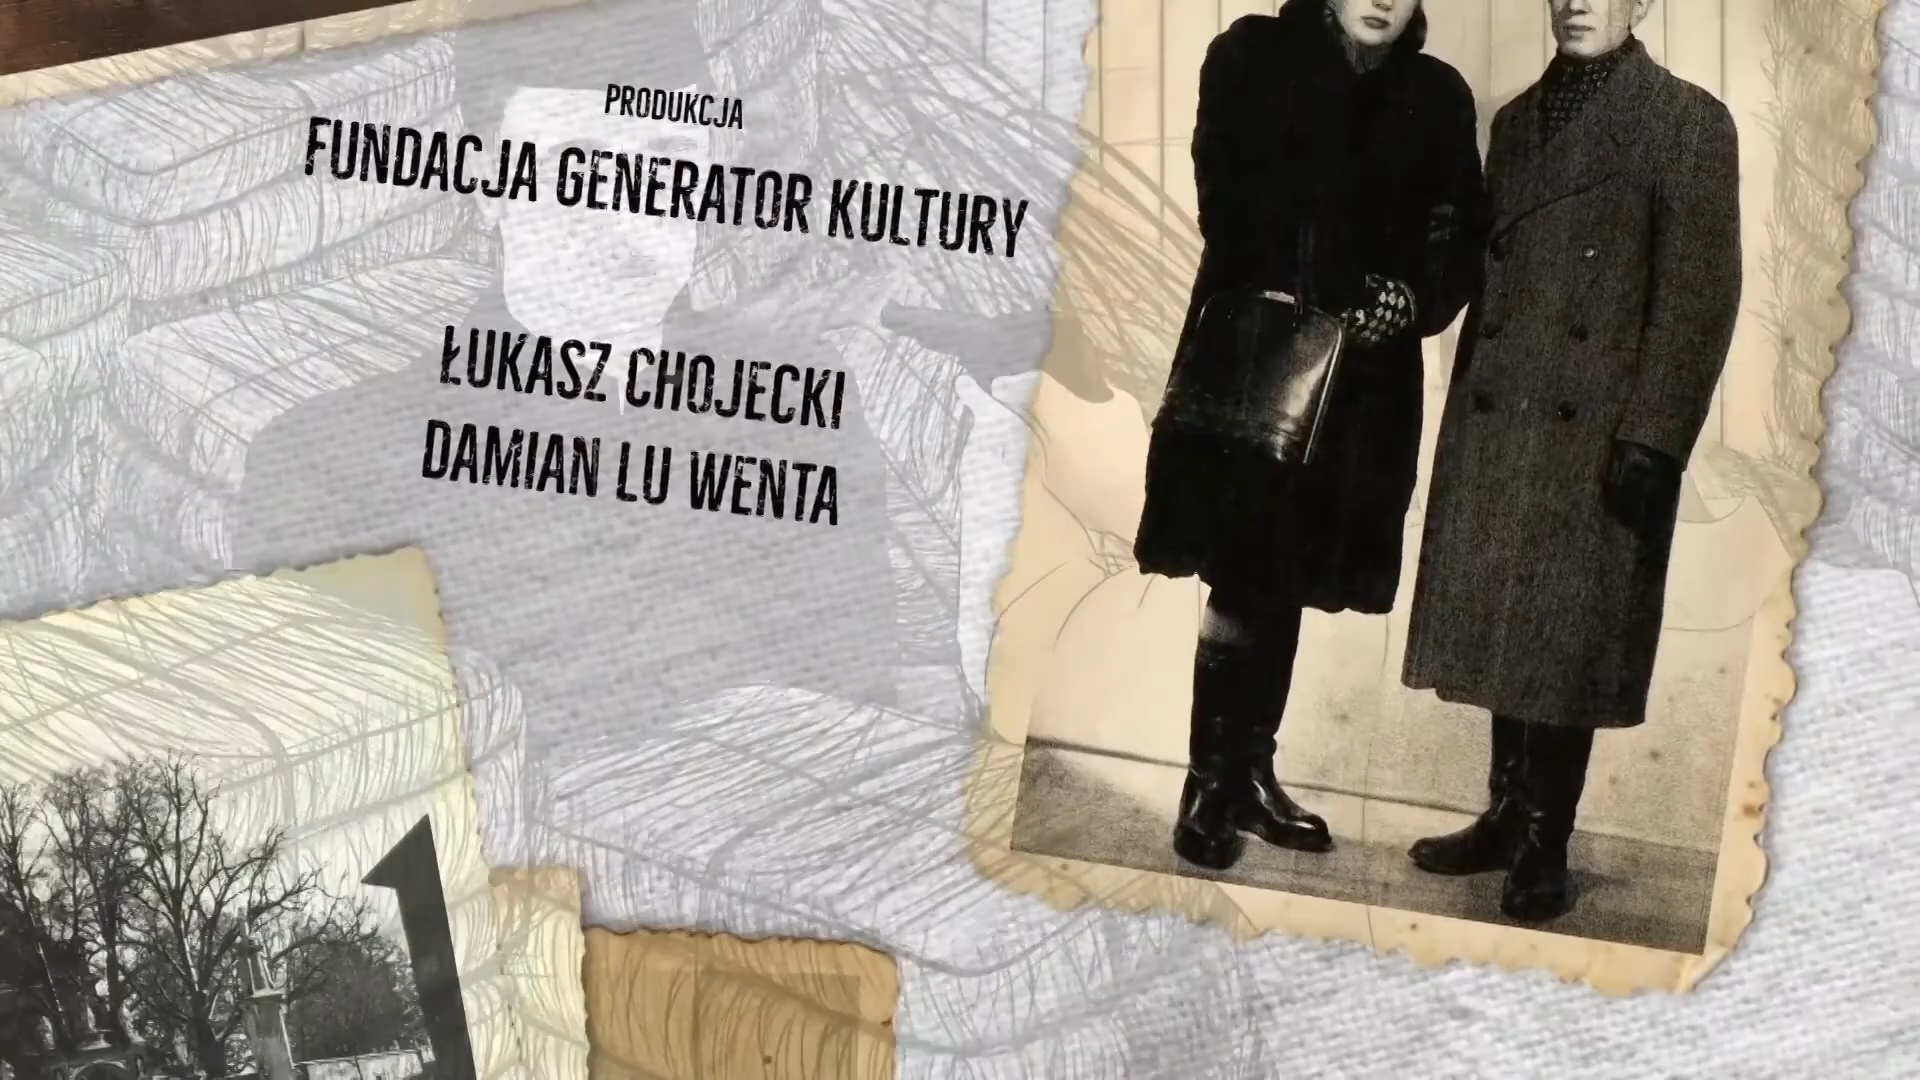 PRODUKCJA
FUNDACJA GENERATOR KULTURY
ŁUKASZ CHOJECKI
DAMIAN LU WENTA